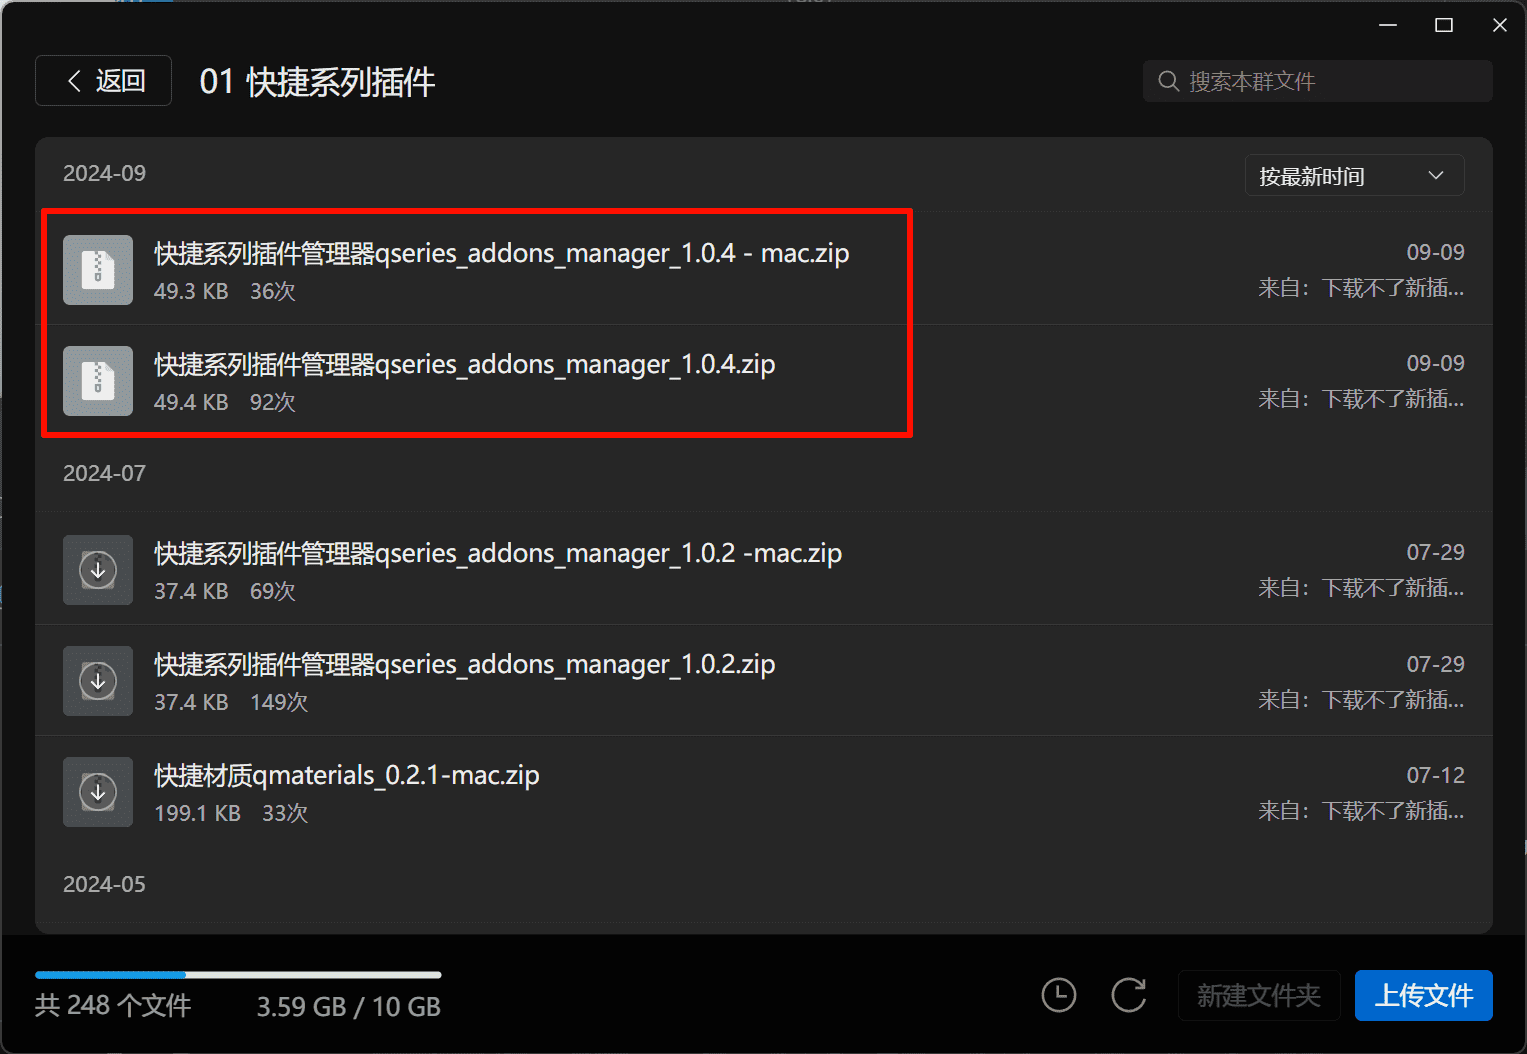 返回
01 快捷系列插件
搜索本群文件
2024-09
按最新时间
快捷系列插件管理器qseries_addons_manager_1.0.4 - mac.zip
09-09
49.3 KB 36次
来自：下载不了新插...
快捷系列插件管理器qseries_addons_manager_1.0.4.zip
09-09
49.4 KB 92次
来自：下载不了新插...
2024-07
快捷系列插件管理器qseries_addons_manager_1.0.2 -mac.zip
07-29
37.4 KB 69次
来自：下载不了新插...
快捷系列插件管理器qseries_addons_manager_1.0.2.zip
07-29
37.4 KB 149次
来自：下载不了新插...
快捷材质qmaterials_0.2.1-mac.zip
07-12
199.1 KB 33次
来自：下载不了新插...
2024-05
共 248 个文件
3.59 GB / 10 GB
新建文件夹
上传文件